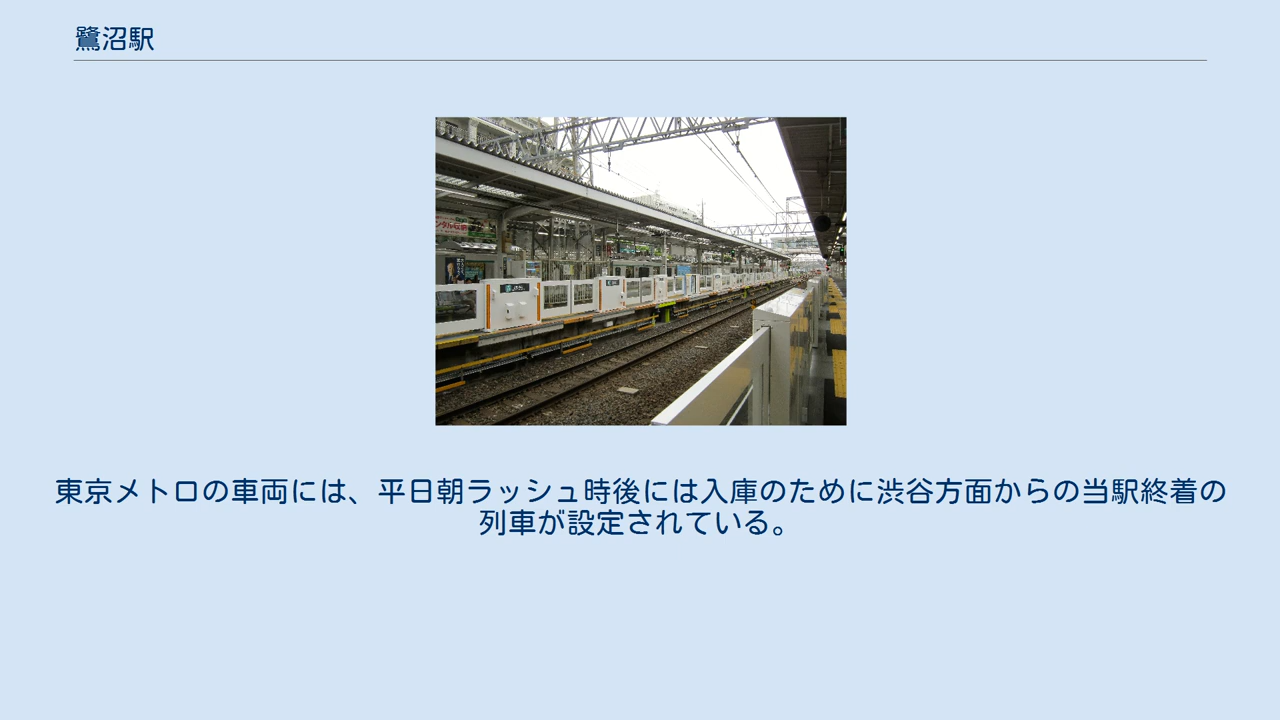 鷺沼駅
東京メトロの車両には、平日朝ラッシュ時後には入庫のために渋谷方面からの当駅終着の
列車が設定されている。